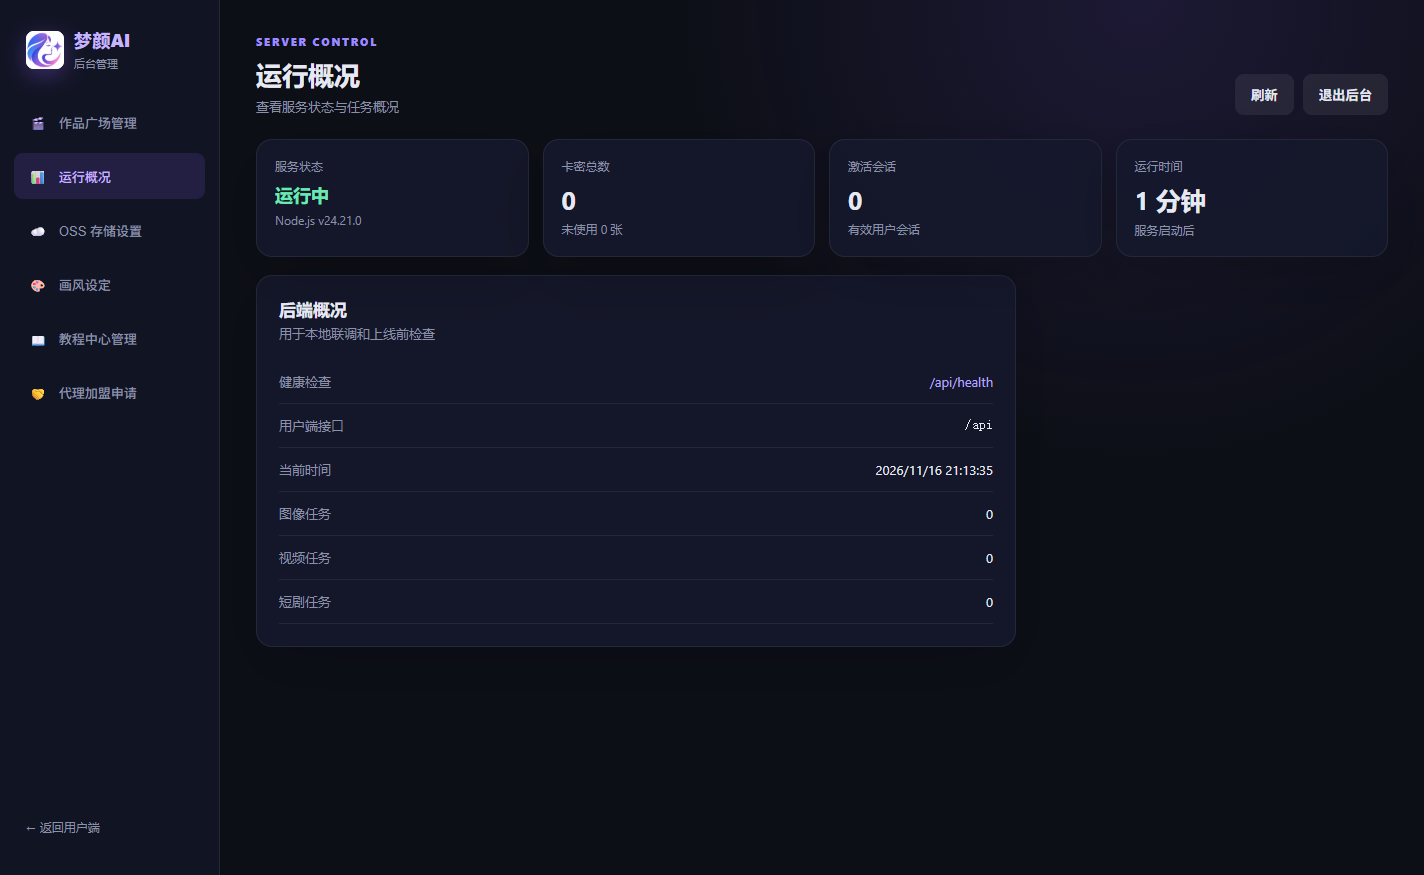 梦颜AI
后台管理
作品广场管理
运行概况
OSS 存储设置
画风设定
教程中心管理
代理加盟申请
← 返回用户端
SERVER CONTROL
运行概况
查看服务状态与任务概况
刷新
退出后台
服务状态
运行中
Node.js v24.21.0
卡密总数
0
未使用 0 张
激活会话
0
有效用户会话
运行时间
1 分钟
服务启动后
后端概况
用于本地联调和上线前检查
健康检查 /api/health
用户端接口 /api
当前时间 2026/11/16 21:13:35
图像任务 0
视频任务 0
短剧任务 0